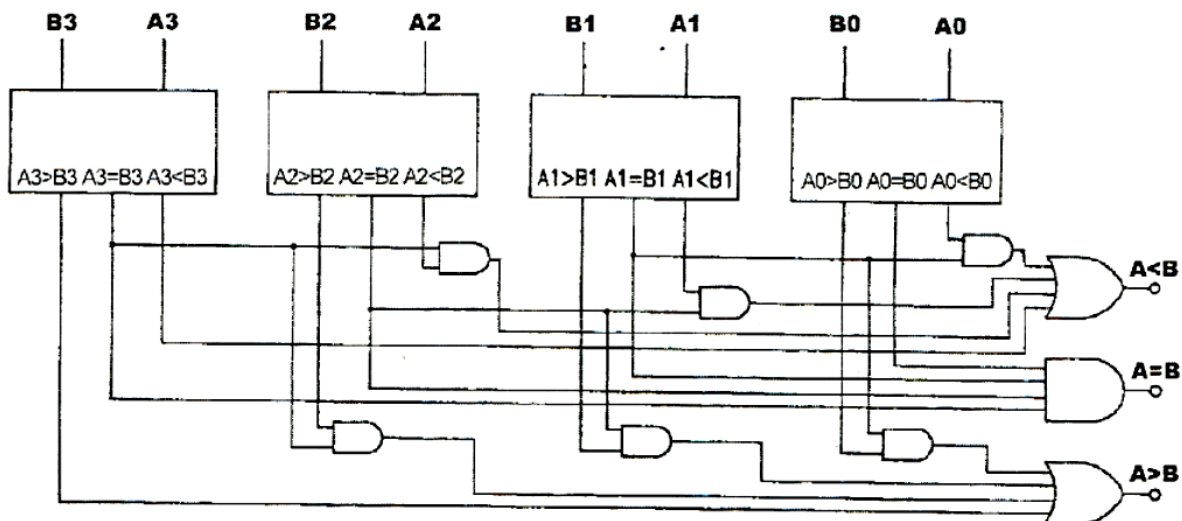 B3 A3 B2 A2 B1 A1 B0 A0
A3>B3 A3=B3 A3<B3 A2>B2 A2=B2 A2<B2 A1>B1 A1=B1 A1<B1 A0>B0 A0=B0 A0<B0
A<B
A=B
A>B